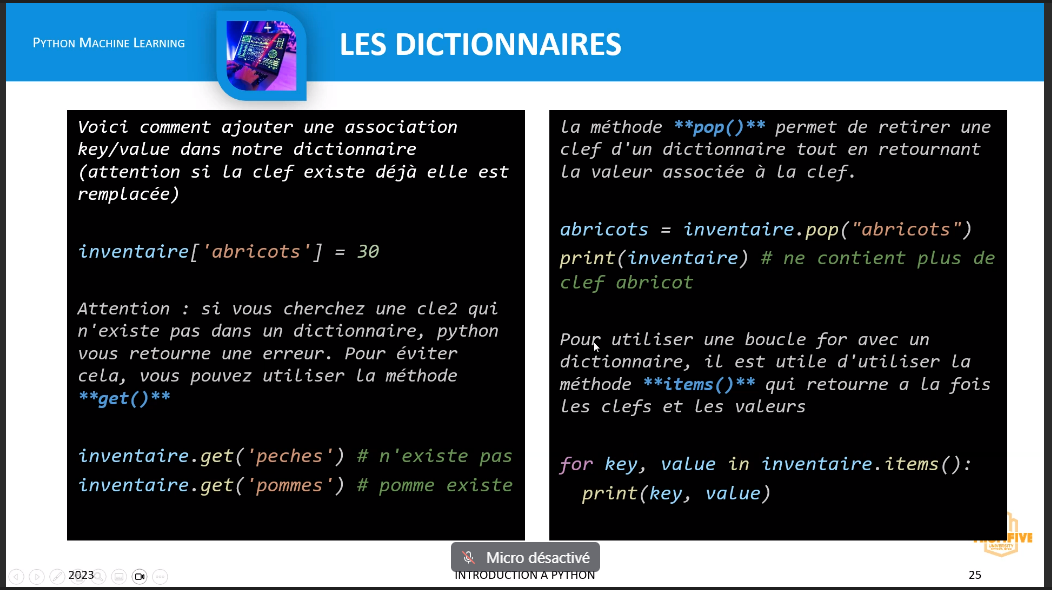 PYTHON MACHINE LEARNING
LES DICTIONNAIRES
Voici comment ajouter une association
key/value dans notre dictionnaire
(attention si la clef existe déjà elle est
remplacée)
inventaire['abricots'] = 30
Attention : si vous cherchez une cle2 qui
n'existe pas dans un dictionnaire, python
vous retourne une erreur. Pour éviter
cela, vous pouvez utiliser la méthode
**get()**
inventaire.get('peches') # n'existe pas
inventaire.get('pommes') # pomme existe
la méthode **pop()** permet de retirer une
clef d'un dictionnaire tout en retournant
la valeur associée à la clef.
abricots = inventaire.pop("abricots")
print(inventaire) # ne contient plus de
clef abricot
Pour utiliser une boucle for avec un
dictionnaire, il est utile d'utiliser la
méthode **items()** qui retourne a la fois
les clefs et les valeurs
for key, value in inventaire.items():
print(key, value)
Micro désactivé
2023
INTRODUCTION À PYTHON
25